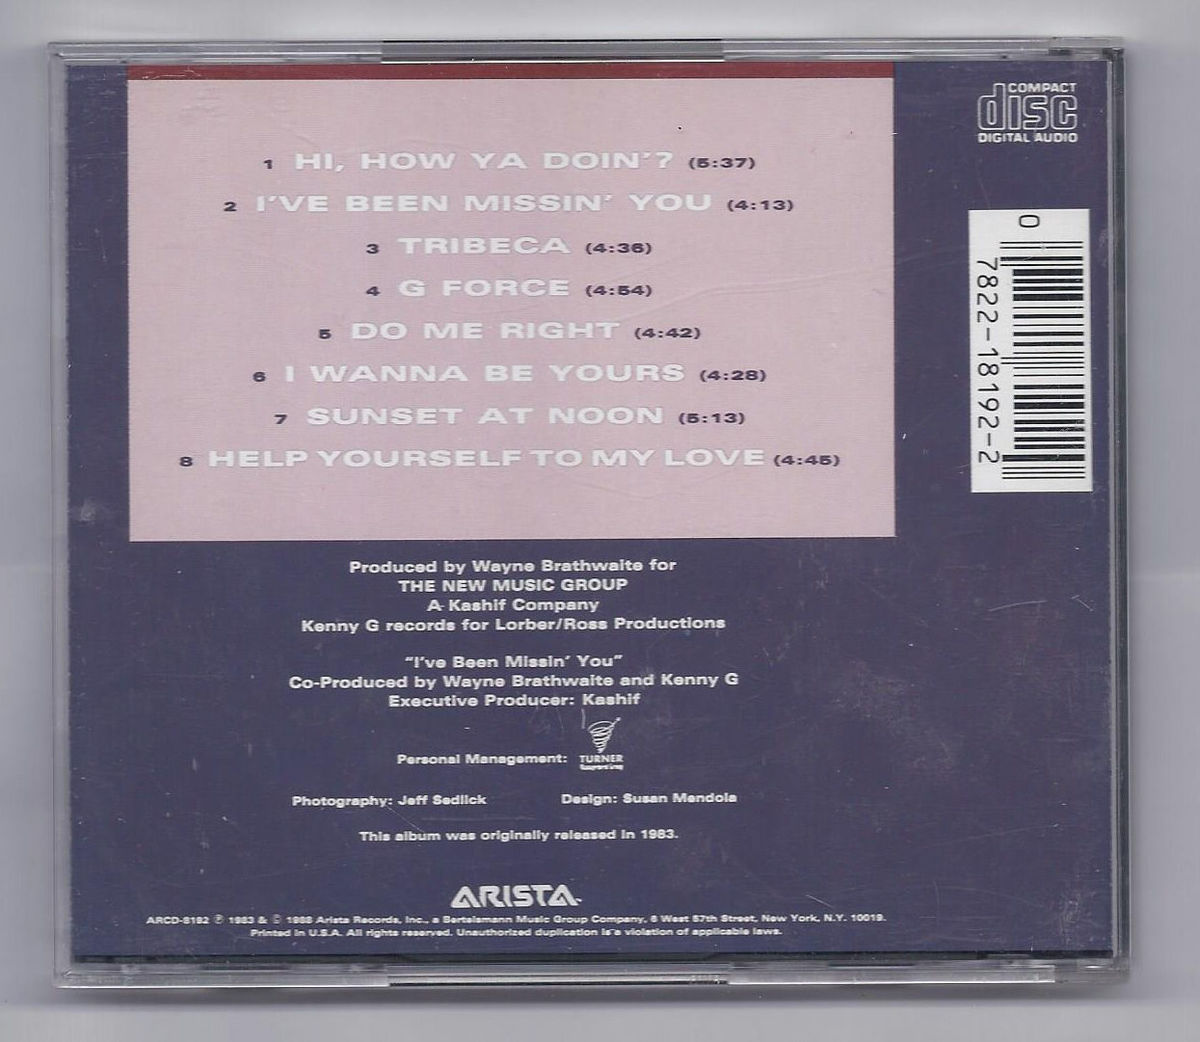 1 HI, HOW YA DOIN'? (5:37)
2 I'VE BEEN MISSIN' YOU (4:13)
3 TRIBECA (4:36)
4 G FORCE (4:54)
5 DO ME RIGHT (4:42)
6 I WANNA BE YOURS (4:28)
7 SUNSET AT NOON (5:13)
8 HELP YOURSELF TO MY LOVE (4:45)
COMPACT
disc
DIGITAL AUDIO
0 7822-18192-2
Produced by Wayne Brathwaite for
THE NEW MUSIC GROUP
A Kashif Company
Kenny G records for Lorber/Ross Productions
"I've Been Missin' You"
Co-Produced by Wayne Brathwaite and Kenny G
Executive Producer: Kashif
Personal Management: TURNER
Photography: Jeff Sedlick Design: Susan Mendola
This album was originally released in 1983.
ARISTA
ARCD-8192 ℗ 1983 & © 1988 Arista Records, Inc., a Bertelsmann Music Group Company, 6 West 57th Street, New York, N.Y. 10019.
Printed in U.S.A. All rights reserved. Unauthorized duplication is a violation of applicable laws.